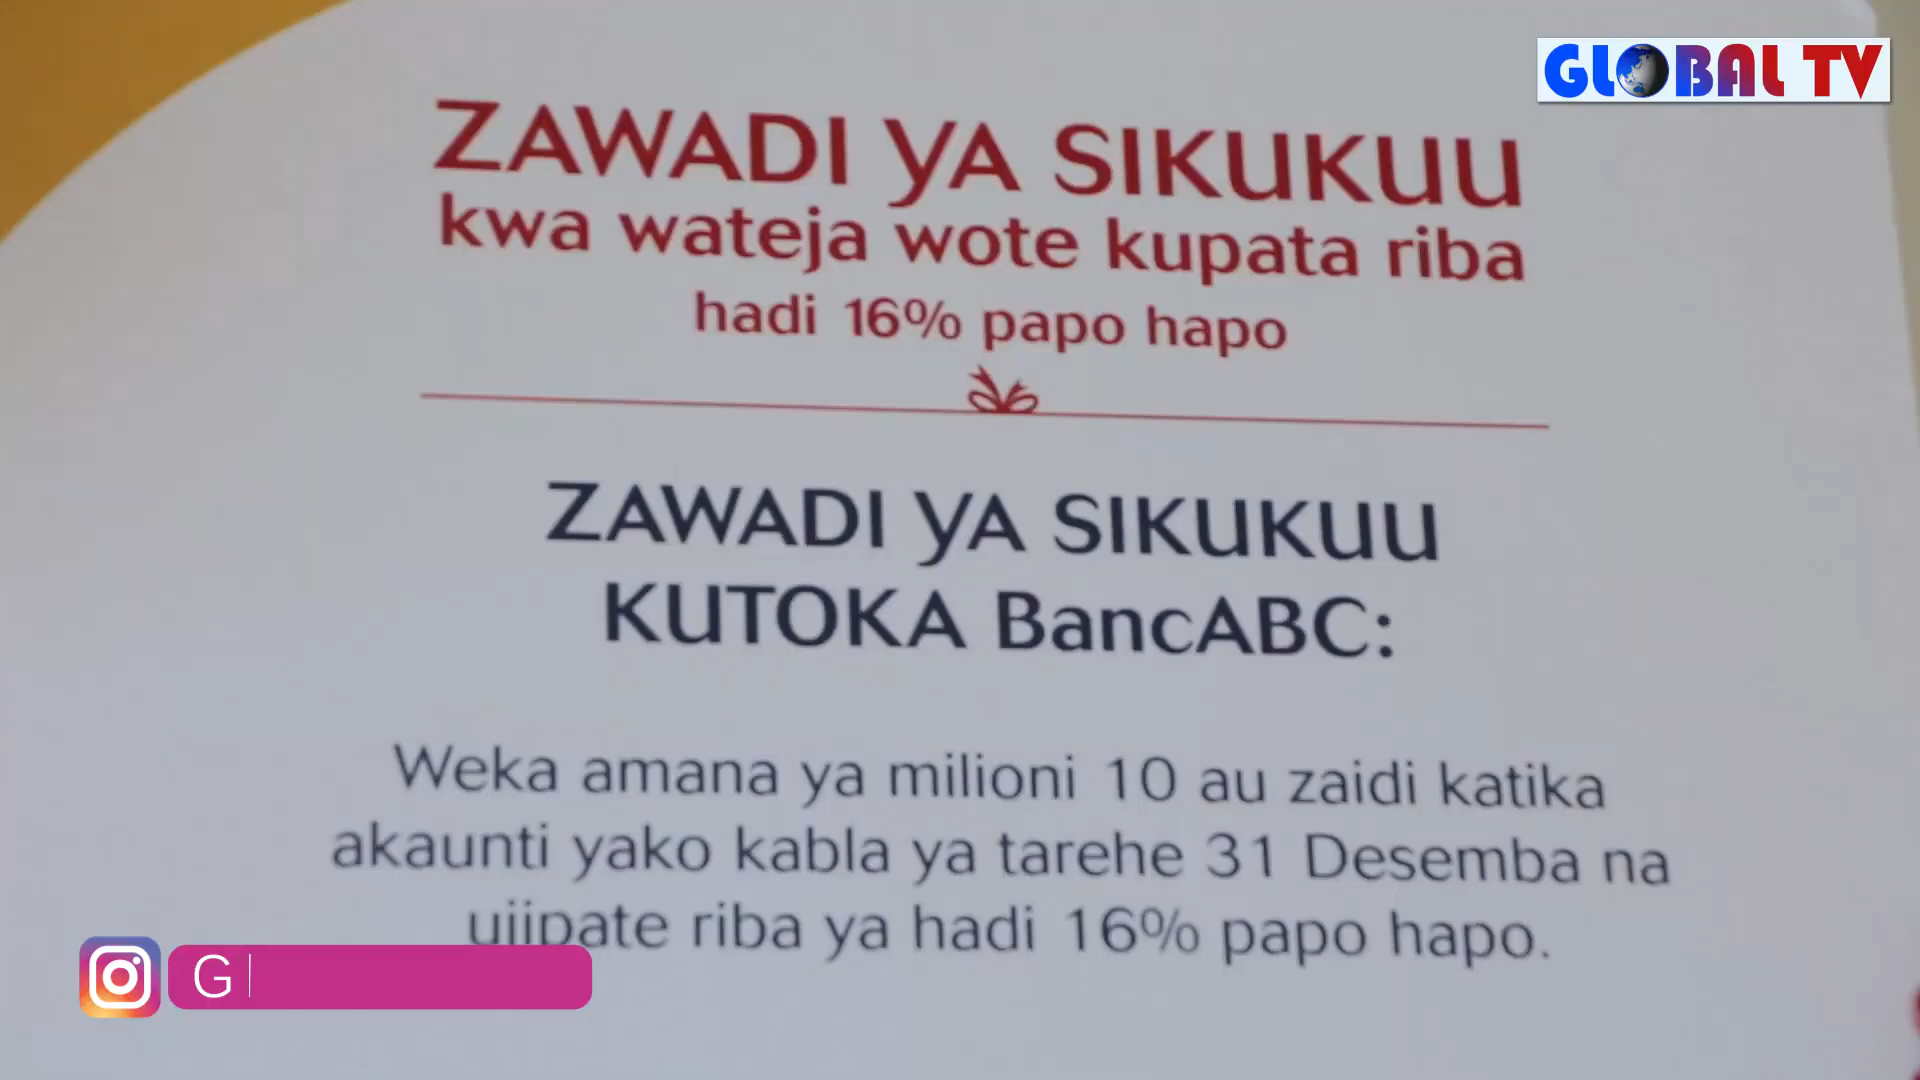 GLOBAL TV
ZAWADI YA SIKUKUU
kwa wateja wote kupata riba
hadi 16% papo hapo
ZAWADI YA SIKUKUU
KUTOKA BancABC:
Weka amana ya milioni 10 au zaidi katika
akaunti yako kabla ya tarehe 31 Desemba na
ujipate riba ya hadi 16% papo hapo.
G